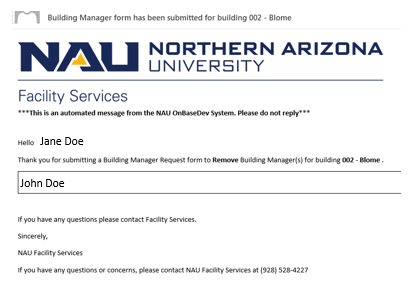 Building Manager form has been submitted for building 002 - Blome
NAU NORTHERN ARIZONA
UNIVERSITY
Facility Services
***This is an automated message from the NAU OnBaseDev System. Please do not reply***
Hello Jane Doe
Thank you for submitting a Building Manager Request form to Remove Building Manager(s) for building 002 - Blome .
John Doe
If you have any questions please contact Facility Services.
Sincerely,
NAU Facility Services
If you have any questions or concerns, please contact NAU Facility Services at (928) 528-4227